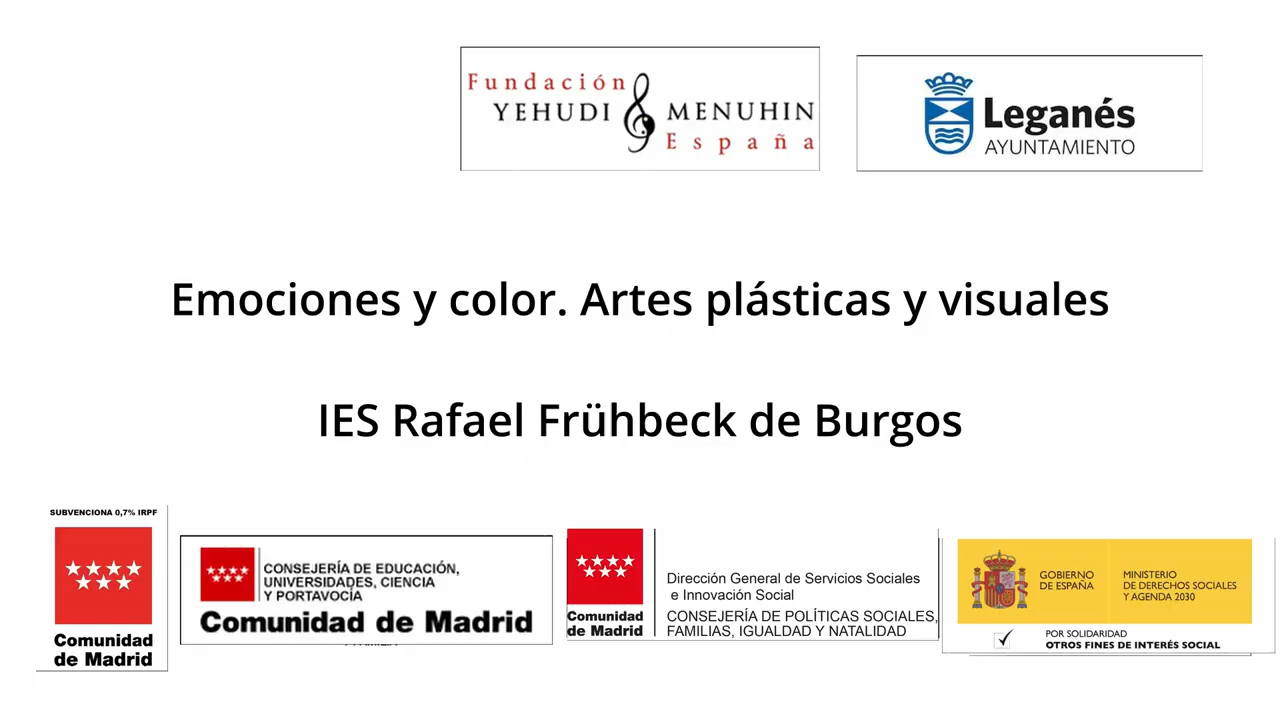 Fundación
YEHUDI MENUHIN
España
Leganés
AYUNTAMIENTO
Emociones y color. Artes plásticas y visuales
IES Rafael Frühbeck de Burgos
SUBVENCIONA 0,7% IRPF
Comunidad
de Madrid
CONSEJERÍA DE EDUCACIÓN,
UNIVERSIDADES, CIENCIA
Y PORTAVOCÍA
Comunidad de Madrid
Comunidad
de Madrid
Dirección General de Servicios Sociales
e Innovación Social
CONSEJERÍA DE POLÍTICAS SOCIALES,
FAMILIAS, IGUALDAD Y NATALIDAD
GOBIERNO
DE ESPAÑA
MINISTERIO
DE DERECHOS SOCIALES
Y AGENDA 2030
POR SOLIDARIDAD
OTROS FINES DE INTERÉS SOCIAL